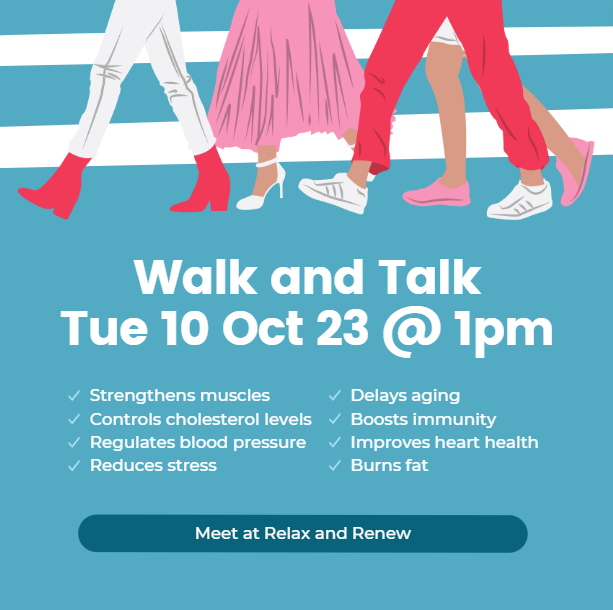 Walk and Talk
Tue 10 Oct 23 @ 1pm
Strengthens muscles
Controls cholesterol levels
Regulates blood pressure
Reduces stress
Delays aging
Boosts immunity
Improves heart health
Burns fat
Meet at Relax and Renew